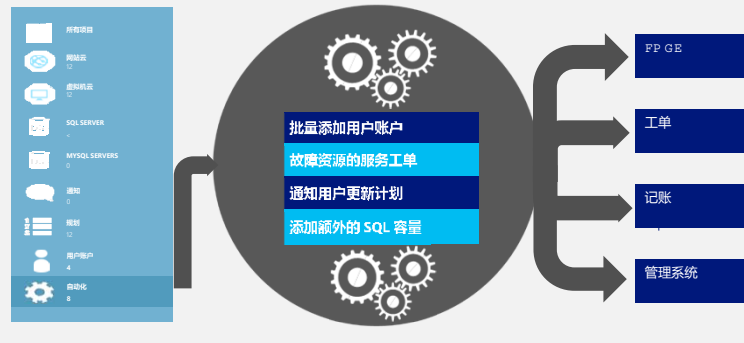 所有项目
网站云
52
虚拟机云
12
SQL SERVER
MYSQL SERVERS
0
通知
0
规划
52
用户账户
4
自动化
8
批量添加用户账户
故障资源的服务工单
通知用户更新计划
添加额外的 SQL 容量
FP GE
工单
记账
管理系统